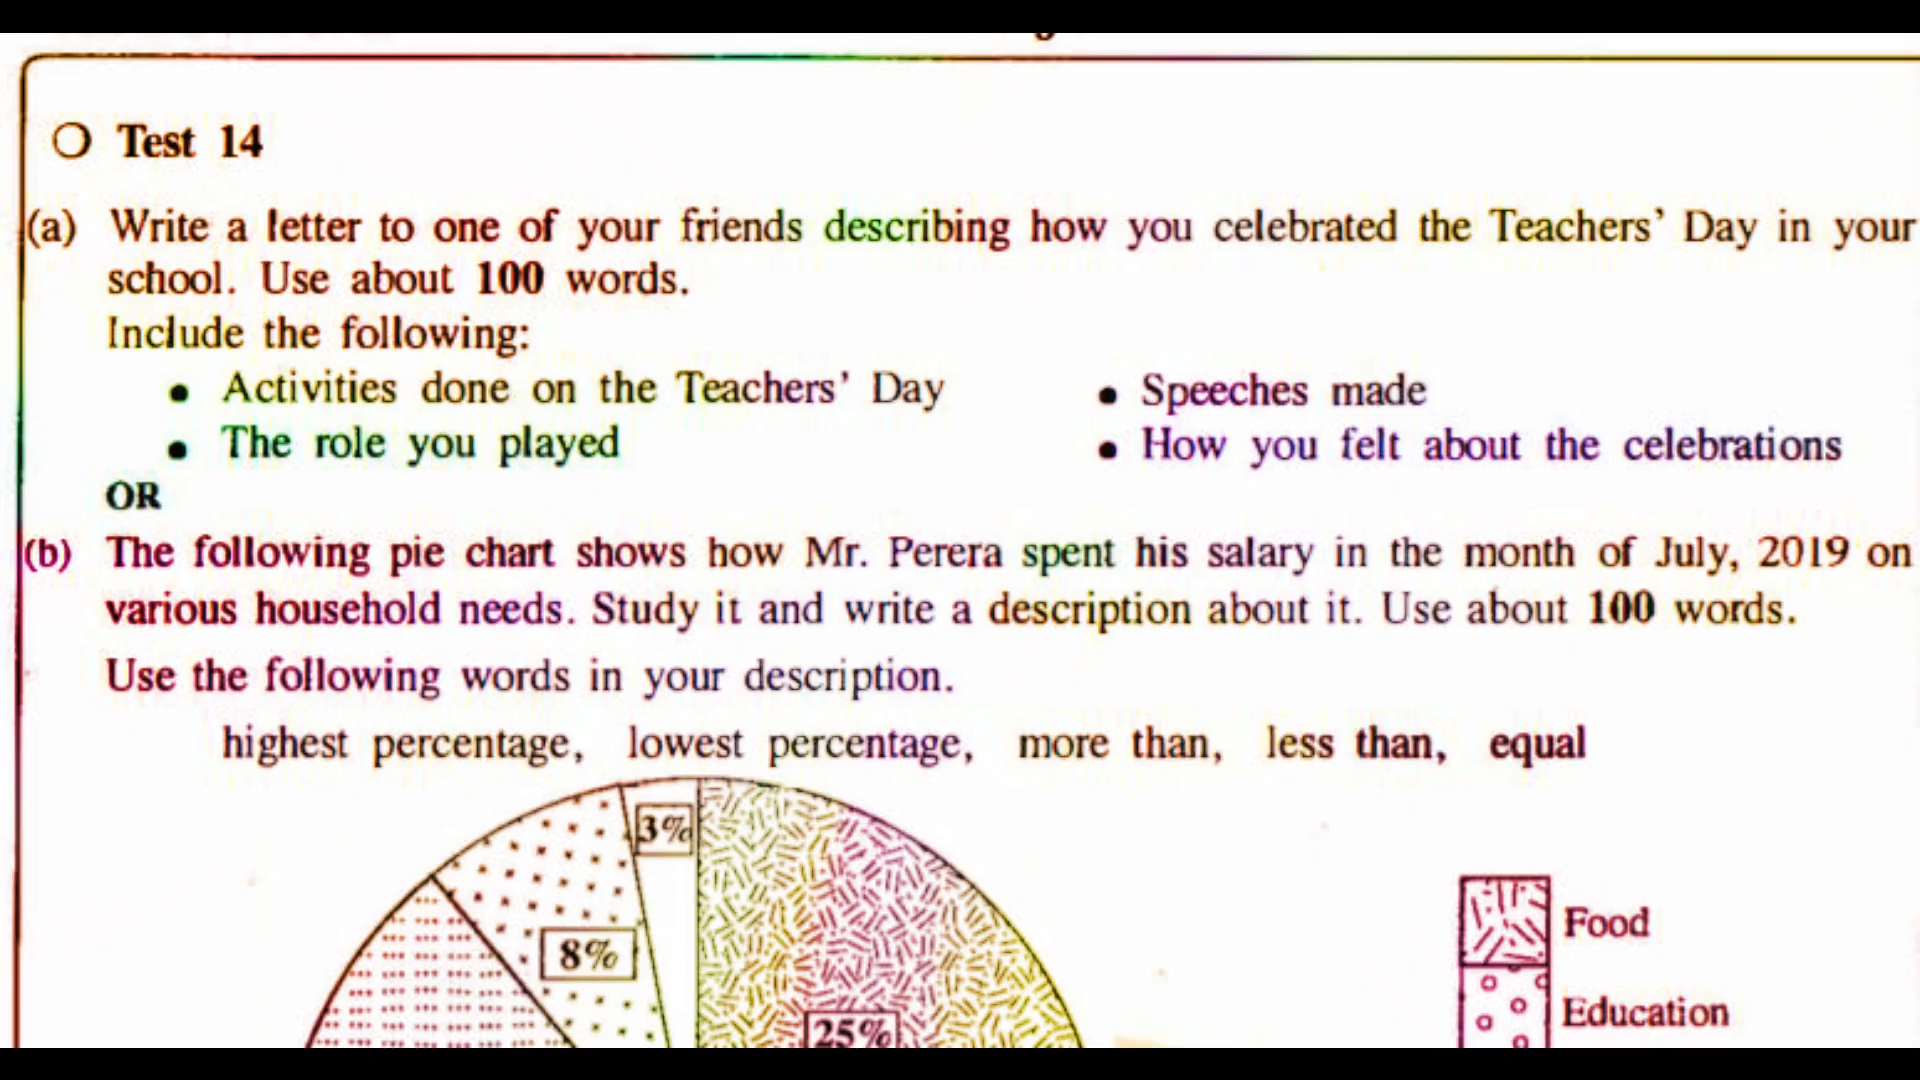 Test 14
(a) Write a letter to one of your friends describing how you celebrated the Teachers' Day in your
school. Use about 100 words.
Include the following:
• Activities done on the Teachers' Day • Speeches made
• The role you played • How you felt about the celebrations
OR
(b) The following pie chart shows how Mr. Perera spent his salary in the month of July, 2019 on
various household needs. Study it and write a description about it. Use about 100 words.
Use the following words in your description.
highest percentage, lowest percentage, more than, less than, equal
3%
8%
25%
Food
Education